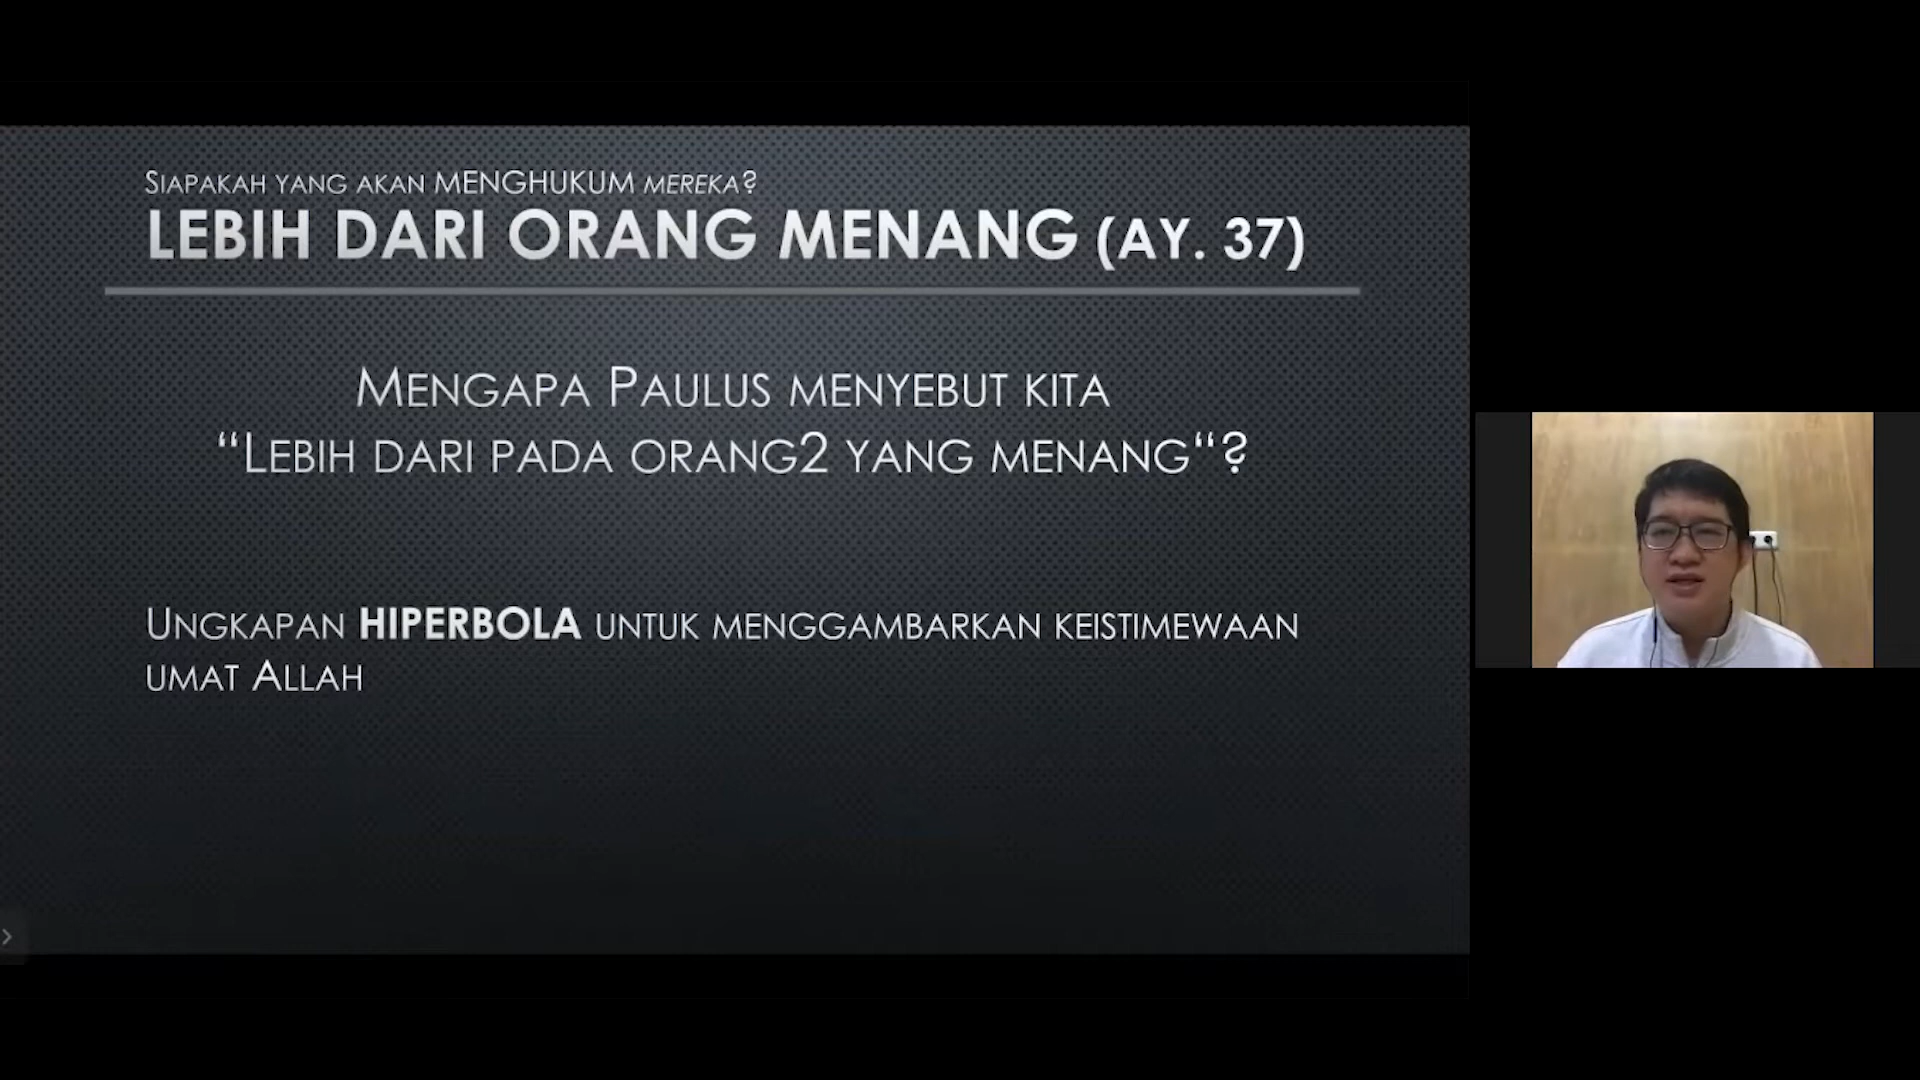 Siapakah yang akan MENGHUKUM mereka?
LEBIH DARI ORANG MENANG (AY. 37)
Mengapa Paulus menyebut kita
“Lebih dari pada orang2 yang menang“?
Ungkapan HIPERBOLA untuk menggambarkan keistimewaan
umat Allah